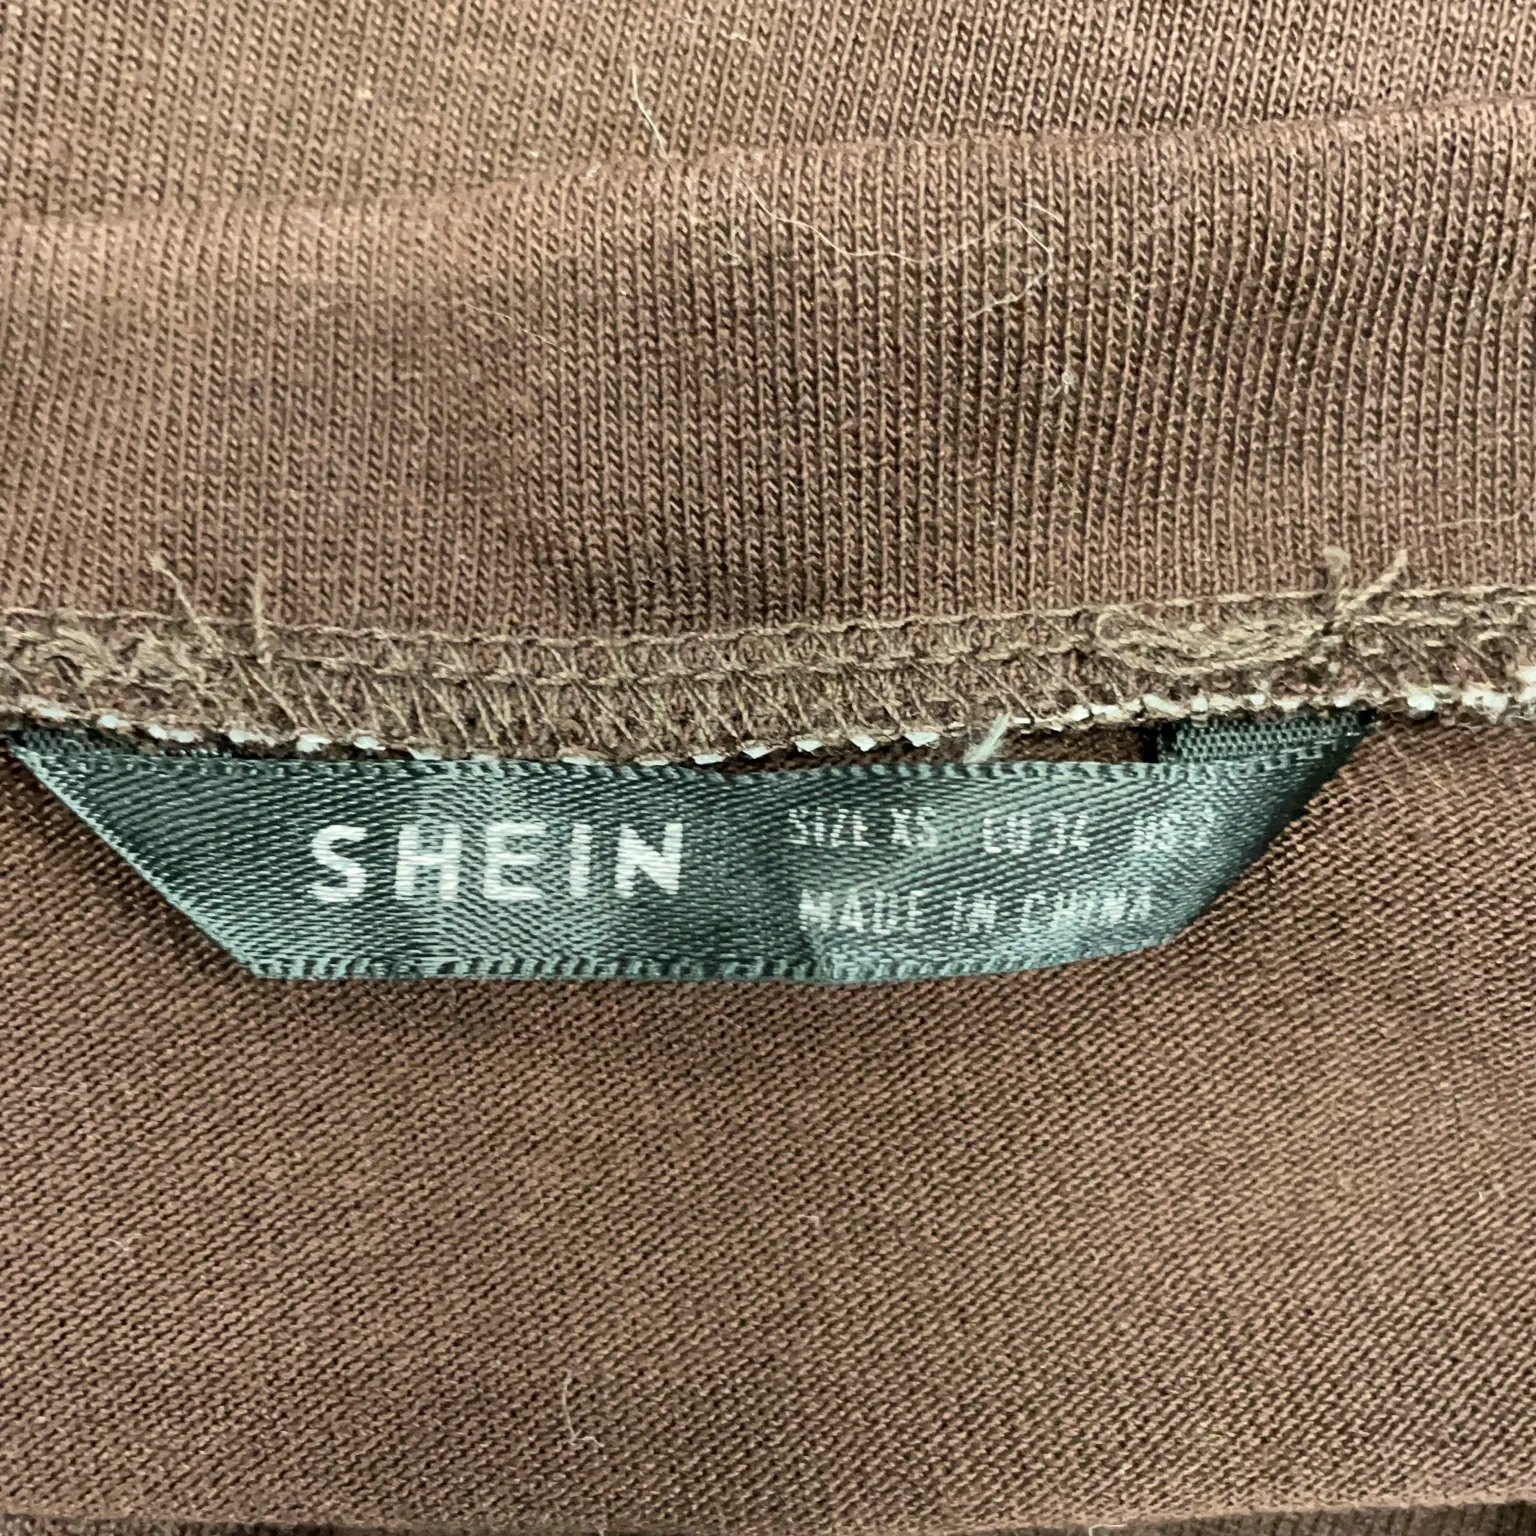 SHEIN
SIZE XS EU 34
MADE IN CHINA